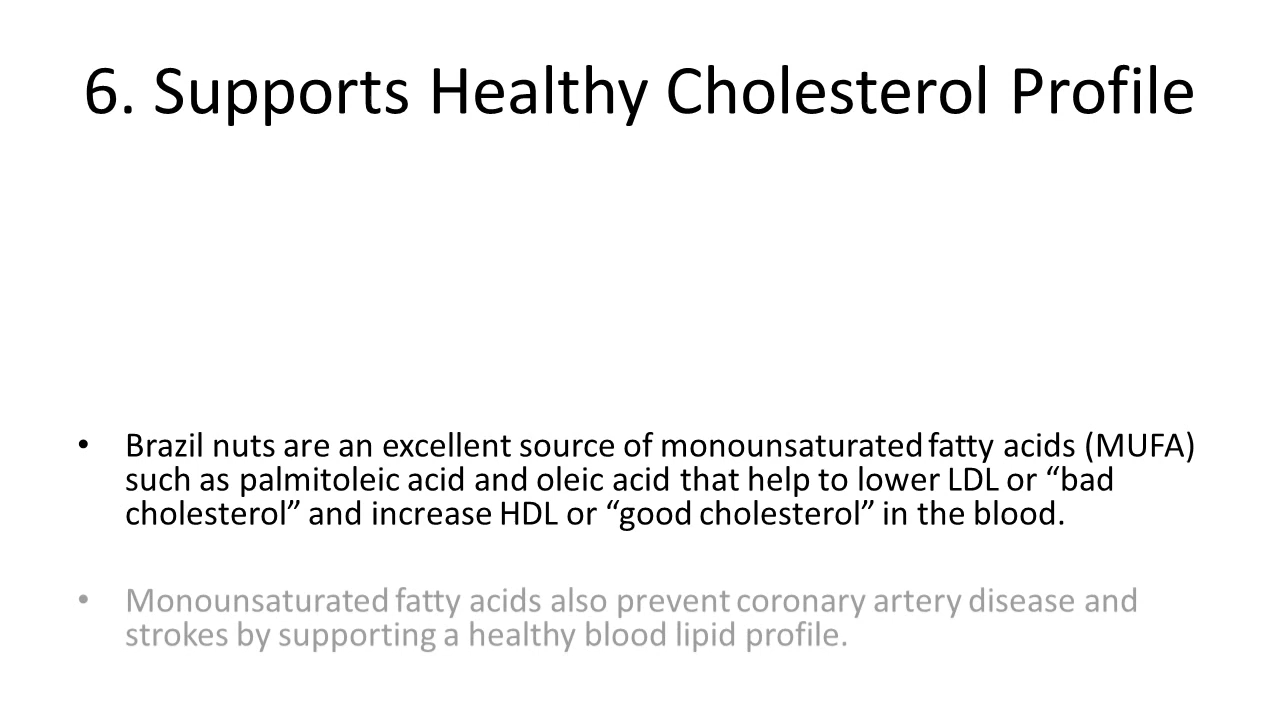 6. Supports Healthy Cholesterol Profile
• Brazil nuts are an excellent source of monounsaturated fatty acids (MUFA)
such as palmitoleic acid and oleic acid that help to lower LDL or “bad
cholesterol” and increase HDL or “good cholesterol” in the blood.
• Monounsaturated fatty acids also prevent coronary artery disease and
strokes by supporting a healthy blood lipid profile.